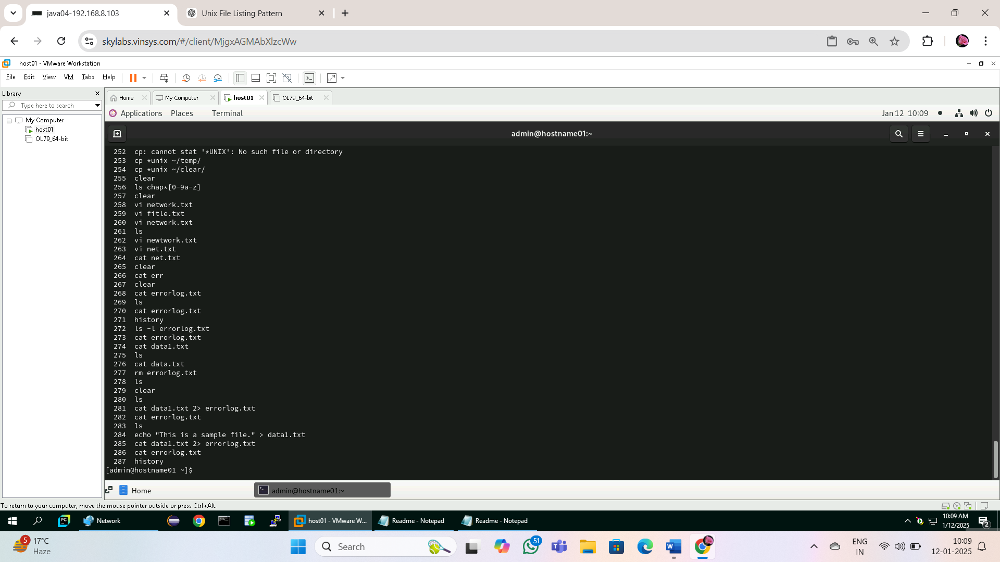 java04-192.168.8.103
Unix File Listing Pattern
skylabs.vinsys.com/#/client/MjgxAGMAbXlzcWw
host01 - VMware Workstation
File Edit View VM Tabs Help
Library
Type here to search
My Computer
host01
OL79_64-bit
Home
My Computer
host01
OL79_64-bit
Applications Places Terminal
Jan 12 10:09
admin@hostname01:~
252 cp: cannot stat '*UNIX': No such file or directory
253 cp *unix ~/temp/
254 cp *unix ~/clear/
255 clear
256 ls chap*[0-9a-z]
257 clear
258 vi network.txt
259 vi fitle.txt
260 vi network.txt
261 ls
262 vi newtwork.txt
263 vi net.txt
264 cat net.txt
265 clear
266 cat err
267 clear
268 cat errorlog.txt
269 ls
270 cat errorlog.txt
271 history
272 ls -l errorlog.txt
273 cat errorlog.txt
274 cat data1.txt
275 ls
276 cat data.txt
277 rm errorlog.txt
278 ls
279 clear
280 ls
281 cat data1.txt 2> errorlog.txt
282 cat errorlog.txt
283 ls
284 echo "This is a sample file." > data1.txt
285 cat data1.txt 2> errorlog.txt
286 cat errorlog.txt
287 history
[admin@hostname01 ~]$
Home
admin@hostname01:~
To return to your computer, move the mouse pointer outside or press Ctrl+Alt.
PC
Network
host01 - VMware W...
Readme - Notepad
Readme - Notepad
10:09 AM
1/12/2025
2
5
17°C
Haze
Search
51
ENG
IN
10:09
12-01-2025